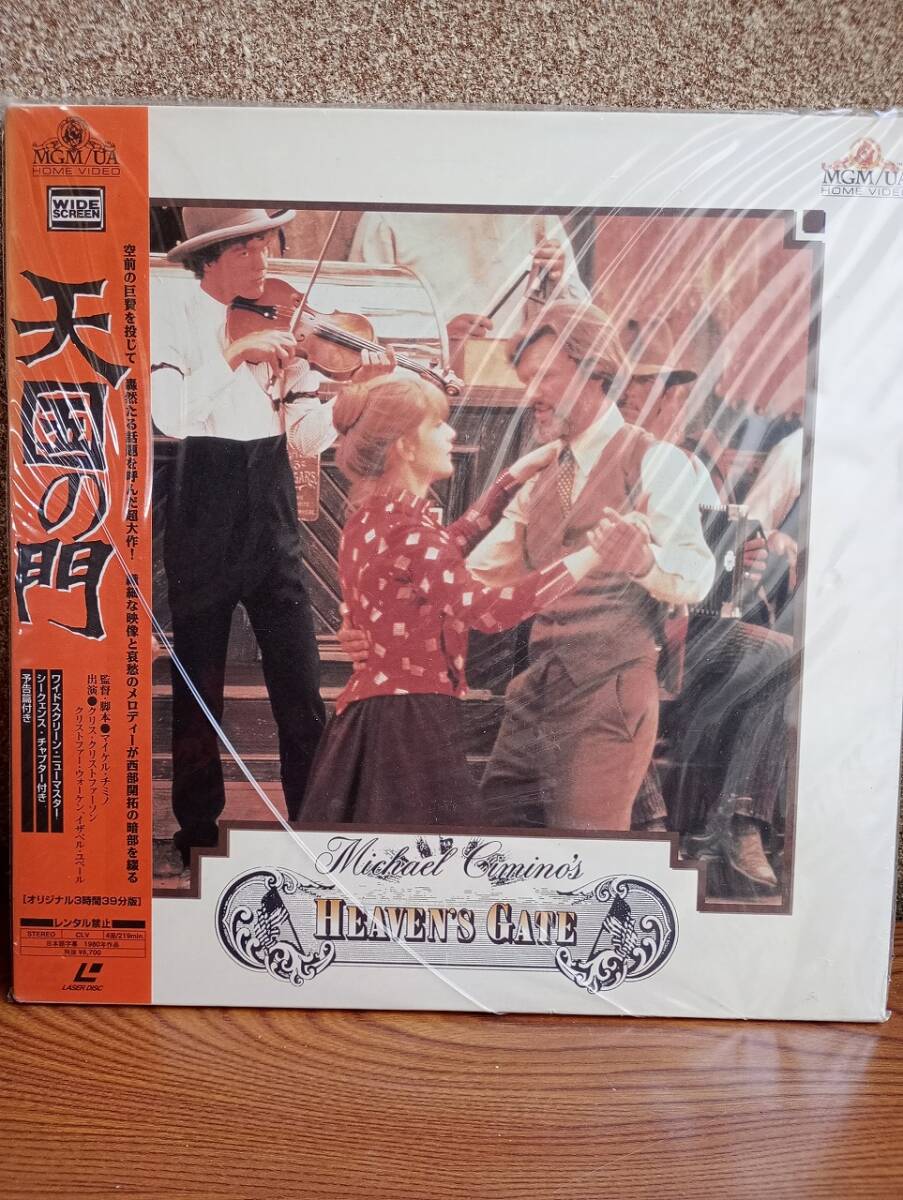 MGM/UA
HOME VIDEO
WIDE
SCREEN
天国の門
空前の巨費を投じて 轟然たる話題を呼んだ超大作!
細な映像と哀愁のメロディーが西部開拓の暗部を綴る
監督・脚本●マイケル・チミノ
出演●クリス・クリストファーソン
クリストファー・ウォーケン、イザベル・ユペール
ワイドスクリーン・ニューマスター!
シークェンス・チャプター付き
予告篇付き
[オリジナル3時間39分版]
レンタル禁止
STEREO CLV 4面/219min
日本語字幕 1980年作品
¥6,700
LASER DISC
MGM/UA
HOME VIDEO
GARS
Michael Cimino's
HEAVEN'S GATE